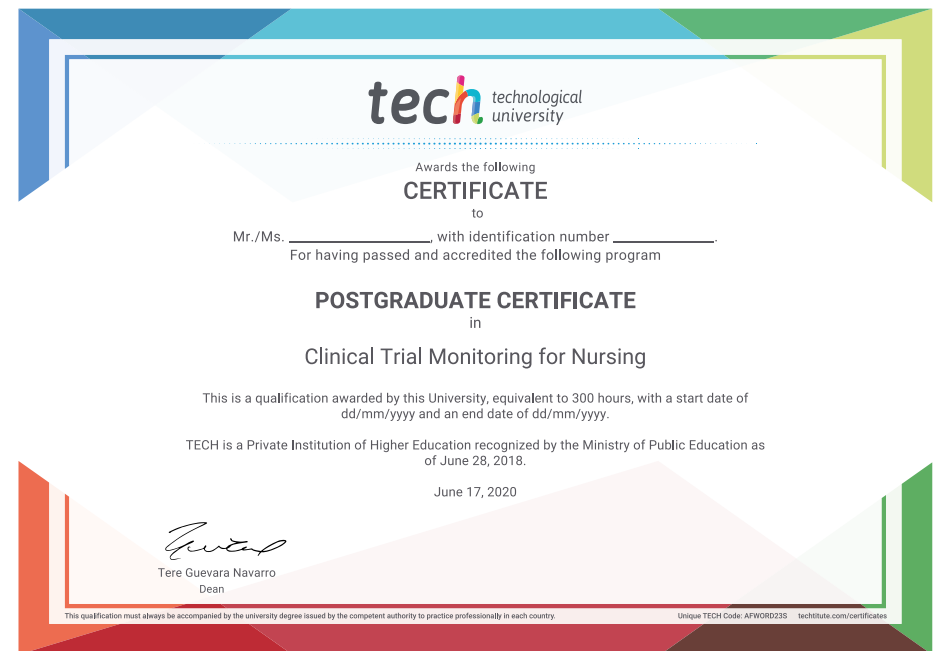 tech technological
university
Awards the following
CERTIFICATE
to
Mr./Ms. ________________, with identification number ____________.
For having passed and accredited the following program
POSTGRADUATE CERTIFICATE
in
Clinical Trial Monitoring for Nursing
This is a qualification awarded by this University, equivalent to 300 hours, with a start date of
dd/mm/yyyy and an end date of dd/mm/yyyy.
TECH is a Private Institution of Higher Education recognized by the Ministry of Public Education as
of June 28, 2018.
June 17, 2020
Tere Guevara Navarro
Dean
This qualification must always be accompanied by the university degree issued by the competent authority to practice professionally in each country.
Unique TECH Code: AFWORD23S techtitute.com/certificates